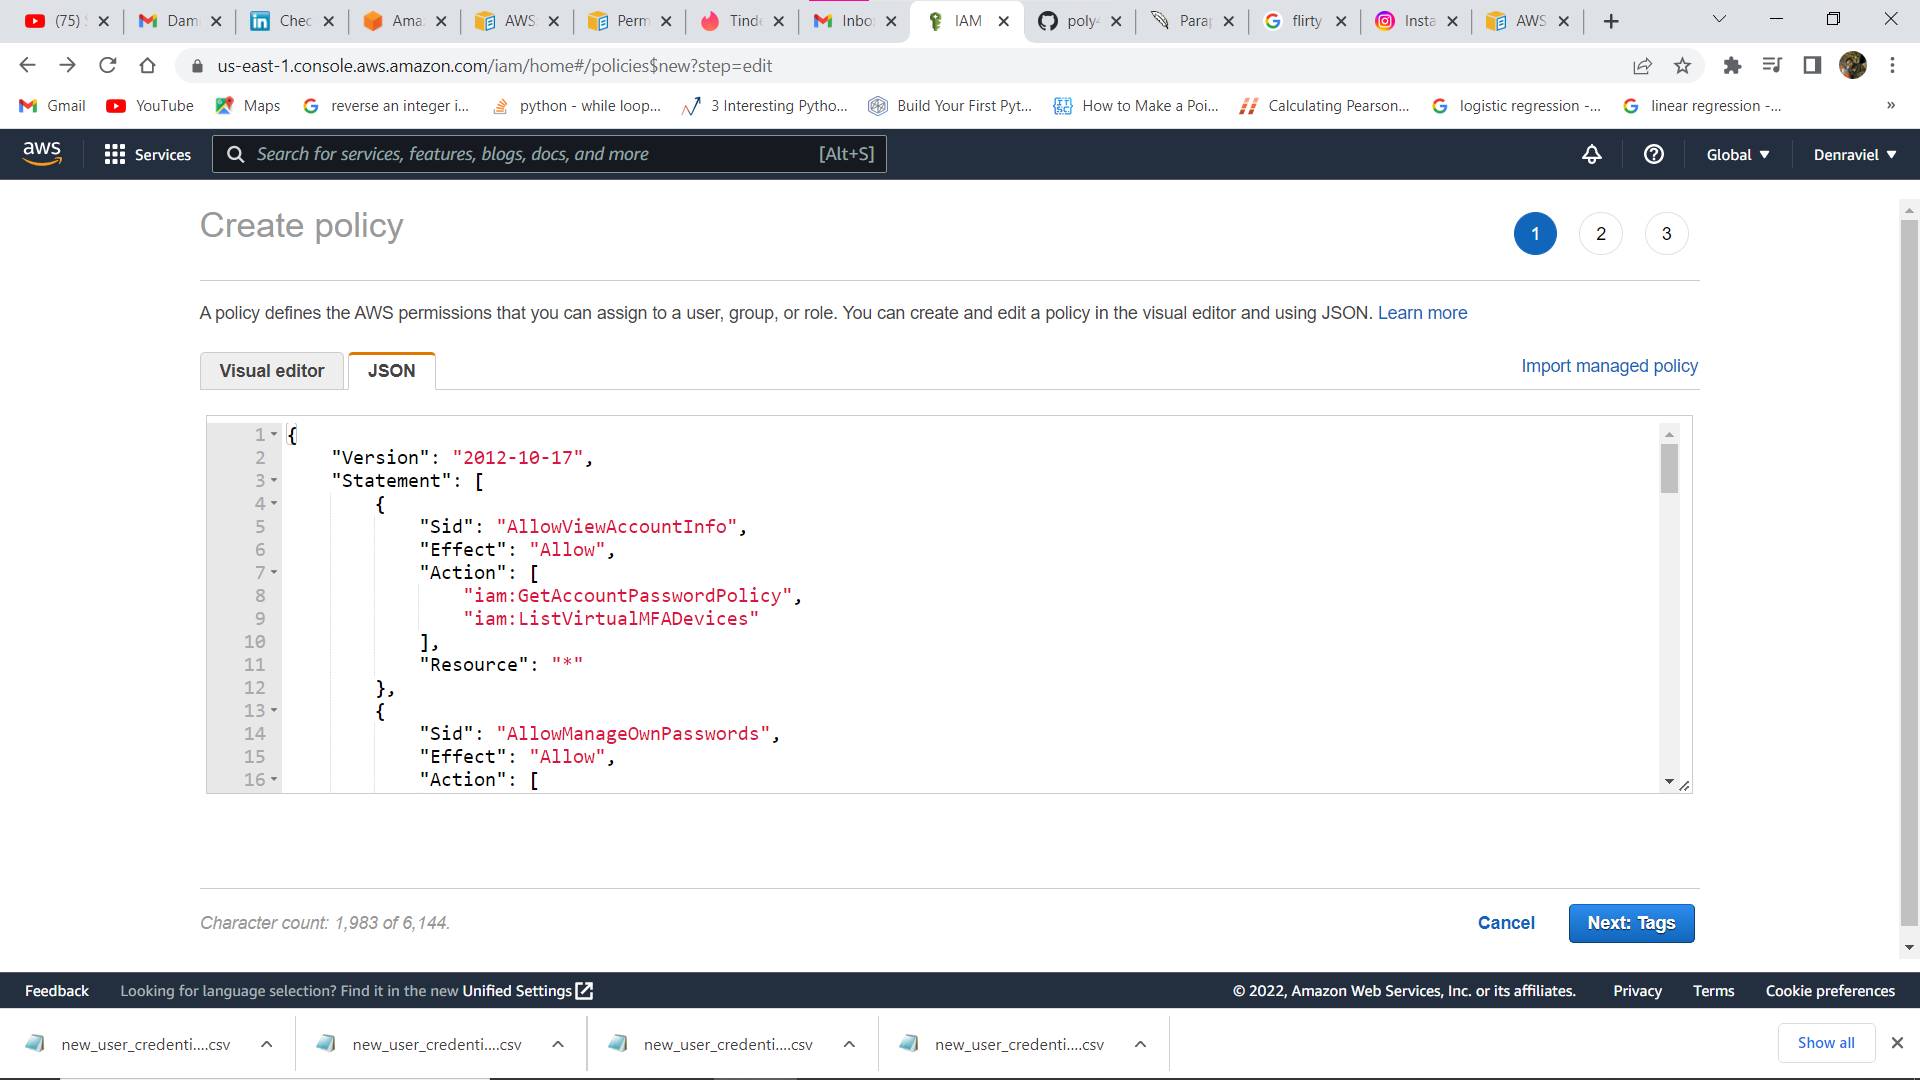 (75)
Dam
Chec
Ama
AWS
Perm
Tinde
Inbo
IAM
poly
Parap
flirty
Insta
AWS
us-east-1.console.aws.amazon.com/iam/home#/policies$new?step=edit
Gmail
YouTube
Maps
reverse an integer i...
python - while loop...
3 Interesting Pytho...
Build Your First Pyt...
How to Make a Poi...
Calculating Pearson...
logistic regression -...
linear regression -...
»
aws
Services
Search for services, features, blogs, docs, and more
[Alt+S]
Global
Denraviel
Create policy
1
2
3
A policy defines the AWS permissions that you can assign to a user, group, or role. You can create and edit a policy in the visual editor and using JSON. Learn more
Visual editor
JSON
Import managed policy
1 {
2 "Version": "2012-10-17",
3 "Statement": [
4 {
5 "Sid": "AllowViewAccountInfo",
6 "Effect": "Allow",
7 "Action": [
8 "iam:GetAccountPasswordPolicy",
9 "iam:ListVirtualMFADevices"
10 ],
11 "Resource": "*"
12 },
13 {
14 "Sid": "AllowManageOwnPasswords",
15 "Effect": "Allow",
16 "Action": [
Character count: 1,983 of 6,144.
Cancel
Next: Tags
Feedback
Looking for language selection? Find it in the new Unified Settings
© 2022, Amazon Web Services, Inc. or its affiliates.
Privacy
Terms
Cookie preferences
new_user_credenti....csv
new_user_credenti....csv
new_user_credenti....csv
new_user_credenti....csv
Show all